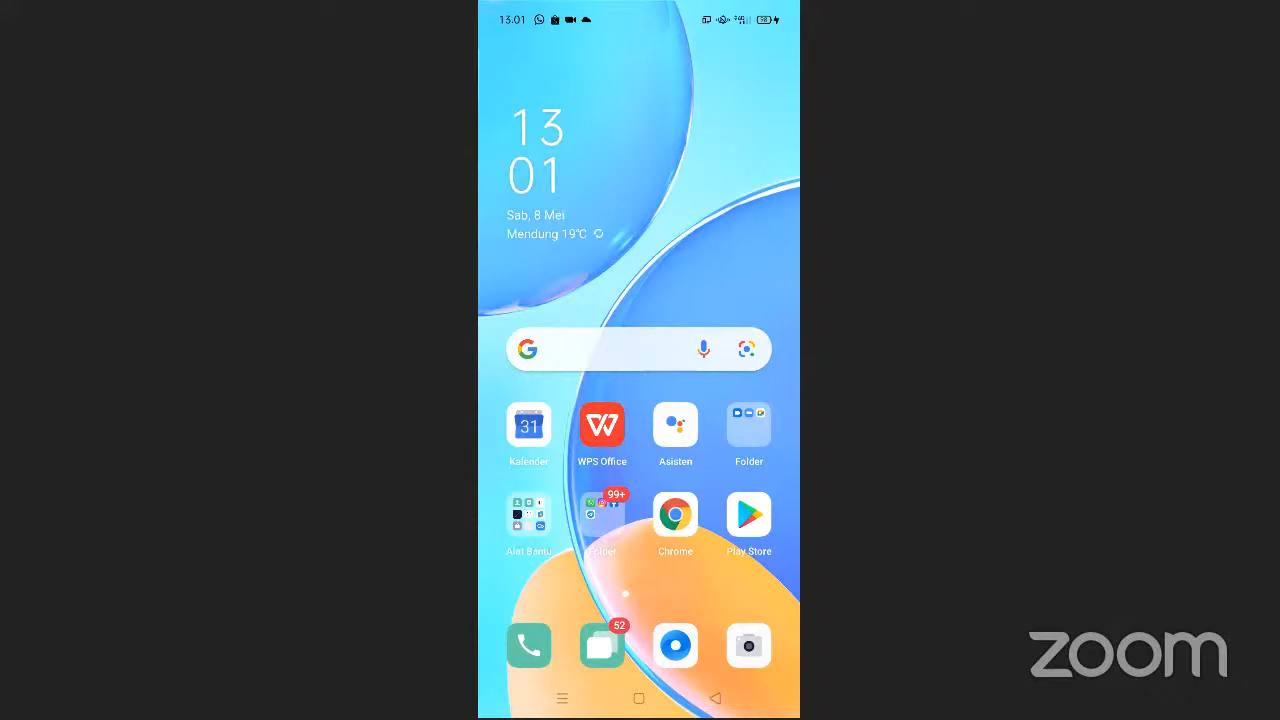 13.01
13
01
Sab, 8 Mei
Mendung 19°C
31
Kalender
WPS Office
Asisten
Folder
99+
Alat Bantu
Folder
Chrome
Play Store
52
zoom